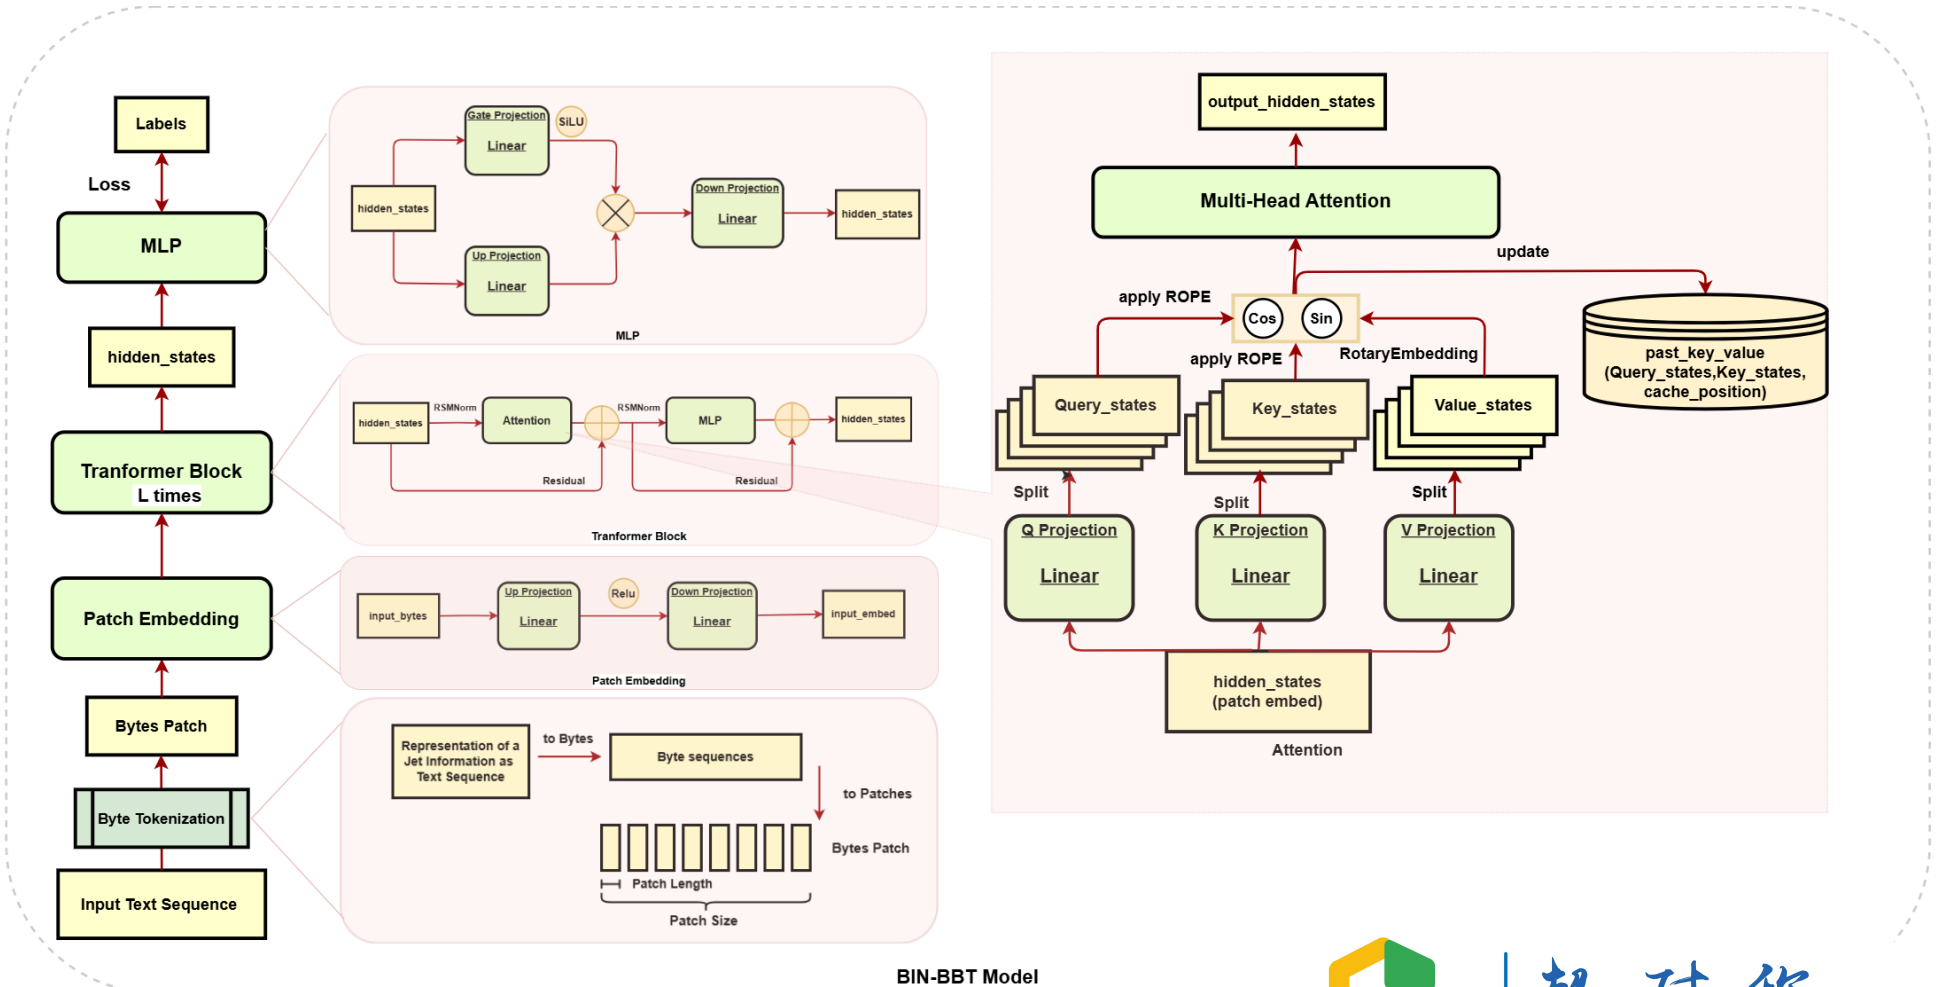 Labels
Loss
MLP
hidden_states
Tranformer Block
L times
Patch Embedding
Bytes Patch
Byte Tokenization
Input Text Sequence
Gate Projection
Linear
SiLU
hidden_states
Up Projection
Linear
Down Projection
Linear
hidden_states
MLP
hidden_states
RSMNorm
Attention
RSMNorm
MLP
hidden_states
Residual
Residual
Tranformer Block
input_bytes
Up Projection
Linear
Relu
Down Projection
Linear
input_embed
Patch Embedding
Representation of a
Jet Information as
Text Sequence
to Bytes
Byte sequences
to Patches
Bytes Patch
Patch Length
Patch Size
output_hidden_states
Multi-Head Attention
update
apply ROPE
Cos
Sin
apply ROPE
RotaryEmbedding
past_key_value
(Query_states,Key_states,
cache_position)
Query_states
Key_states
Value_states
Split
Split
Split
Q Projection
Linear
K Projection
Linear
V Projection
Linear
hidden_states
(patch embed)
Attention
BIN-BBT Model